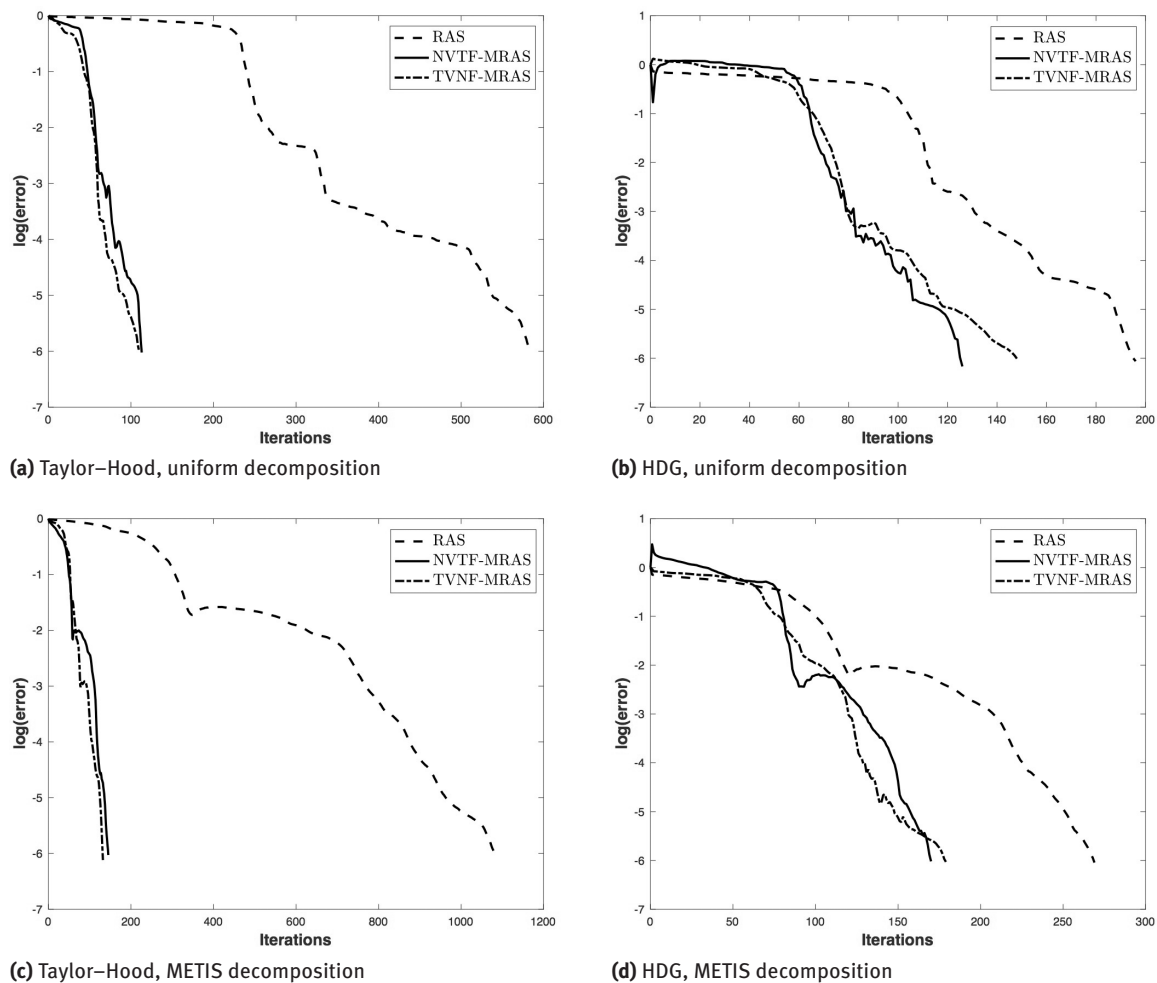 0
-1
-2
-3
-4
-5
-6
-7
log(error)
0 100 200 300 400 500 600
Iterations
RAS
NVTF-MRAS
TVNF-MRAS
(a) Taylor–Hood, uniform decomposition
1
0
-1
-2
-3
-4
-5
-6
-7
log(error)
0 20 40 60 80 100 120 140 160 180 200
Iterations
RAS
NVTF-MRAS
TVNF-MRAS
(b) HDG, uniform decomposition
0
-1
-2
-3
-4
-5
-6
-7
log(error)
0 200 400 600 800 1000 1200
Iterations
RAS
NVTF-MRAS
TVNF-MRAS
(c) Taylor–Hood, METIS decomposition
1
0
-1
-2
-3
-4
-5
-6
-7
log(error)
0 50 100 150 200 250 300
Iterations
RAS
NVTF-MRAS
TVNF-MRAS
(d) HDG, METIS decomposition